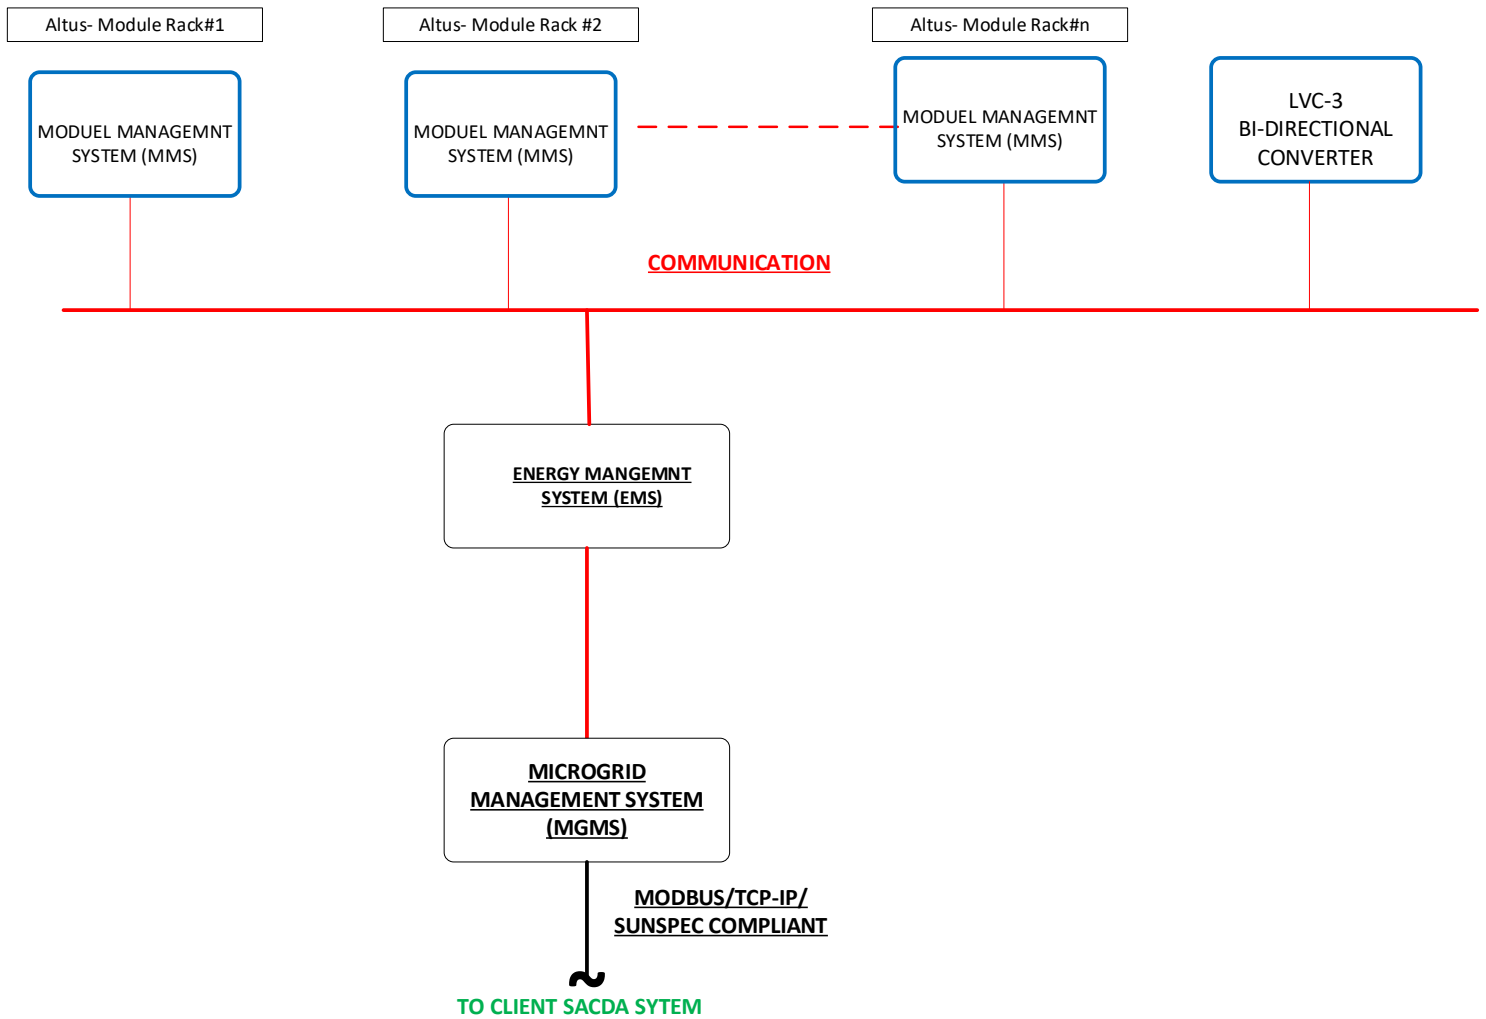 Altus- Module Rack#1
Altus- Module Rack #2
Altus- Module Rack#n
MODUEL MANAGEMNT
SYSTEM (MMS)
MODUEL MANAGEMNT
SYSTEM (MMS)
MODUEL MANAGEMNT
SYSTEM (MMS)
LVC-3
BI-DIRECTIONAL
CONVERTER
COMMUNICATION
ENERGY MANGEMNT
SYSTEM (EMS)
MICROGRID
MANAGEMENT SYSTEM
(MGMS)
MODBUS/TCP-IP/
SUNSPEC COMPLIANT
TO CLIENT SACDA SYTEM